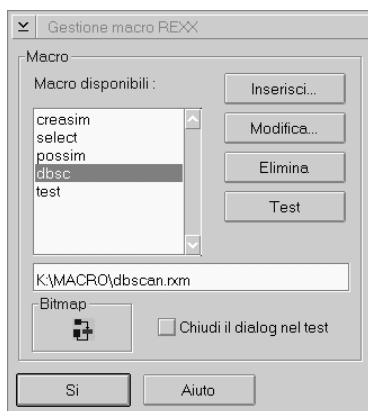 Gestione macro REXX
Macro
Macro disponibili :
Inserisci...
creasim
select
possim
dbsc
test
Modifica...
Elimina
Test
K:\MACRO\dbscan.rxm
Bitmap
Chiudi il dialog nel test
Si
Aiuto